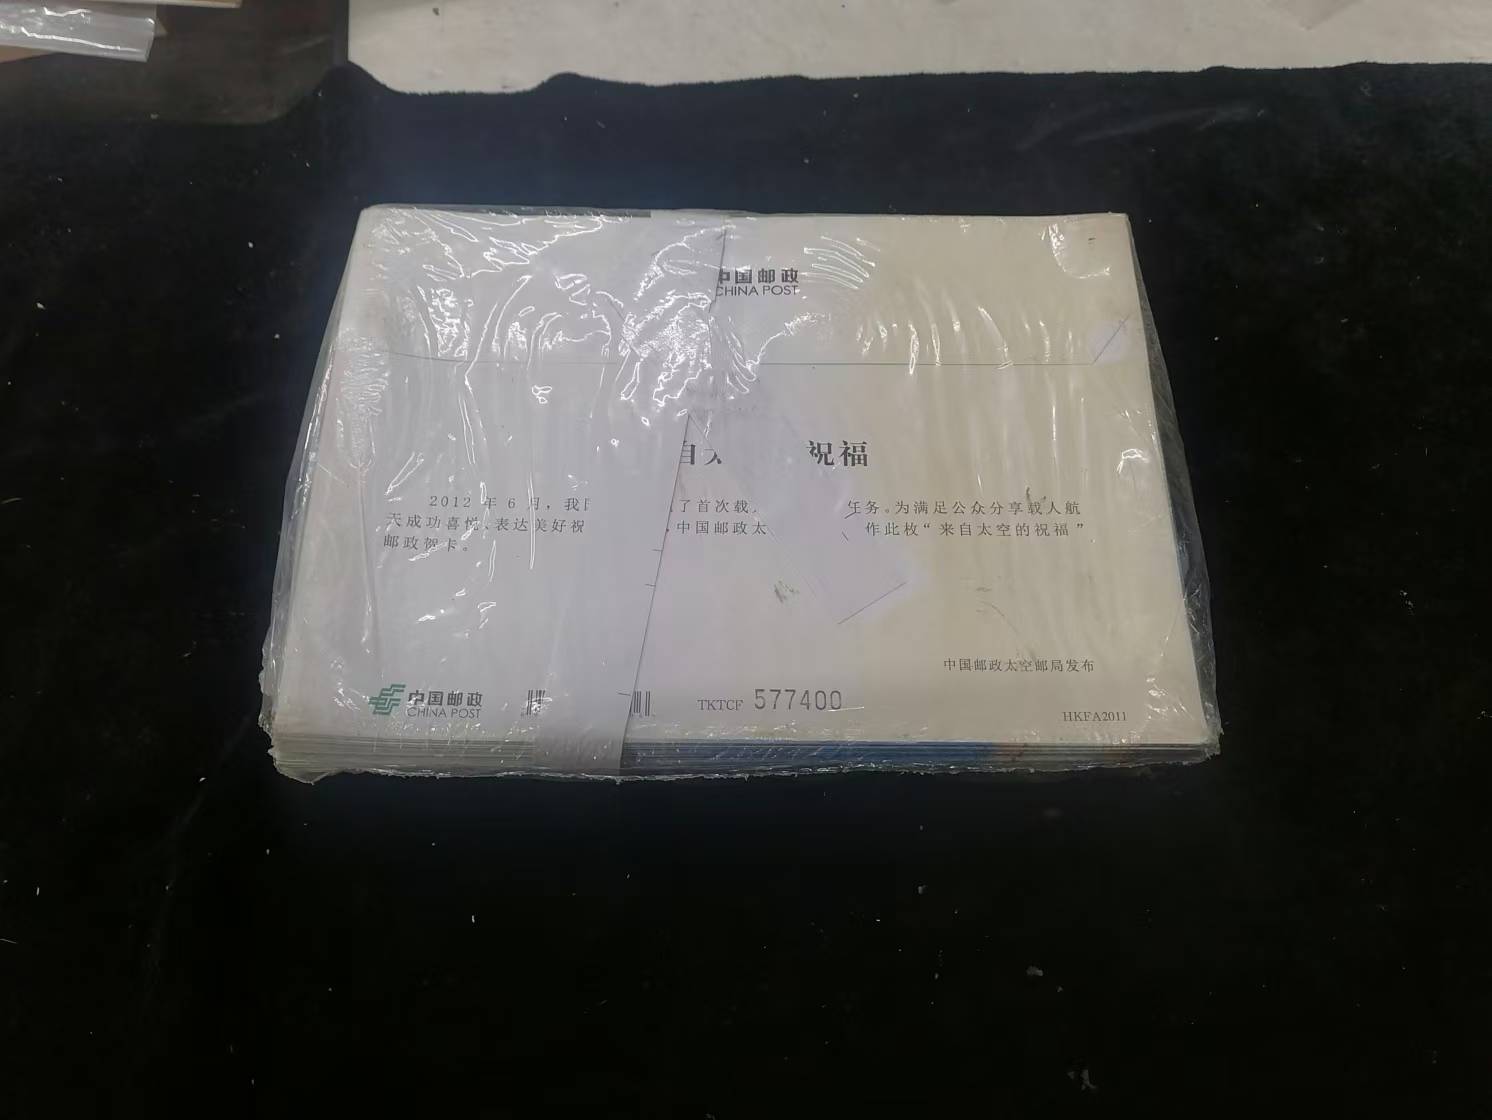 中国邮政
CHINA POST
祝福
2012 年 6 月，我 了首次载 任务。为满足公众分享载人航
天成功喜悦、表达美好祝 中国邮政太 作此枚“来自太空的祝福”
邮政贺卡。
中国邮政太空邮局发布
中国邮政
CHINA POST
TKTCF 577400
HKFA2011